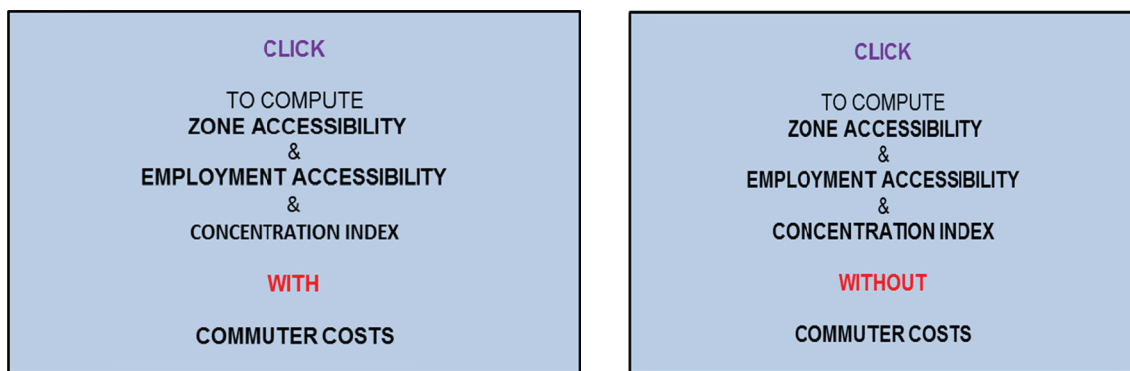 CLICK
TO COMPUTE
ZONE ACCESSIBILITY
&
EMPLOYMENT ACCESSIBILITY
&
CONCENTRATION INDEX
WITH
COMMUTER COSTS
CLICK
TO COMPUTE
ZONE ACCESSIBILITY
&
EMPLOYMENT ACCESSIBILITY
&
CONCENTRATION INDEX
WITHOUT
COMMUTER COSTS